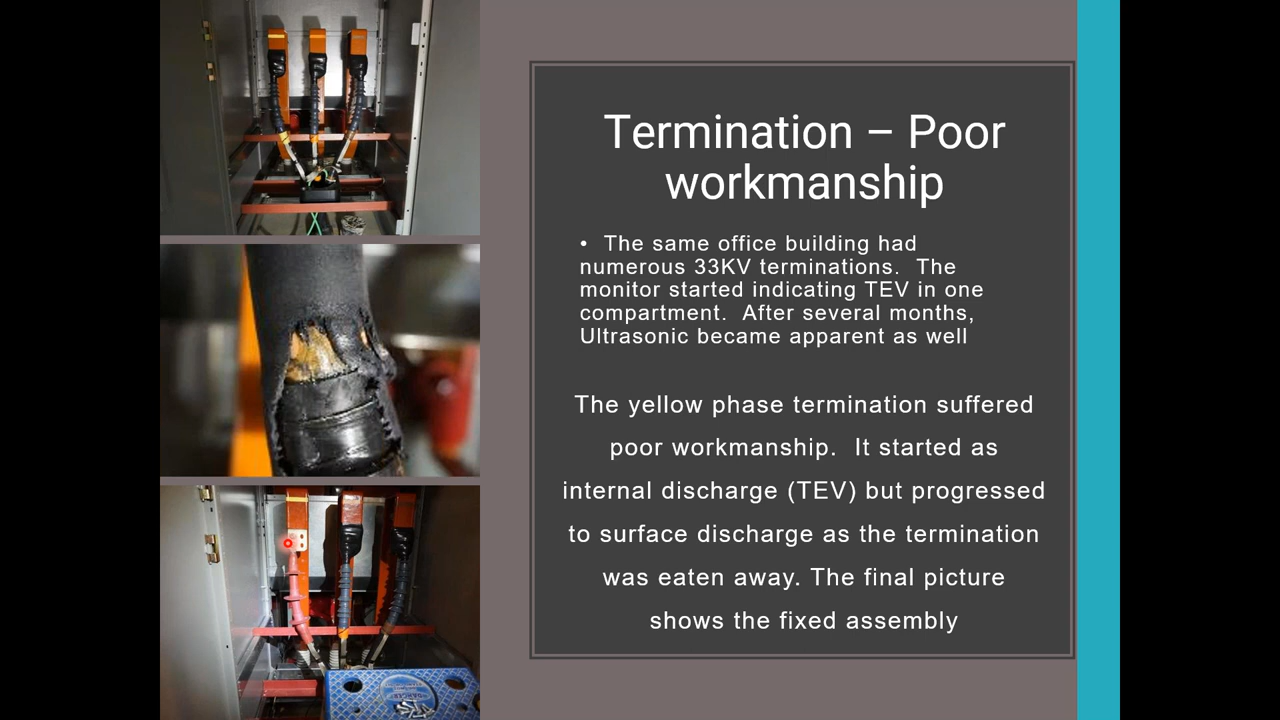 Termination – Poor
workmanship
• The same office building had
numerous 33KV terminations. The
monitor started indicating TEV in one
compartment. After several months,
Ultrasonic became apparent as well
The yellow phase termination suffered
poor workmanship. It started as
internal discharge (TEV) but progressed
to surface discharge as the termination
was eaten away. The final picture
shows the fixed assembly